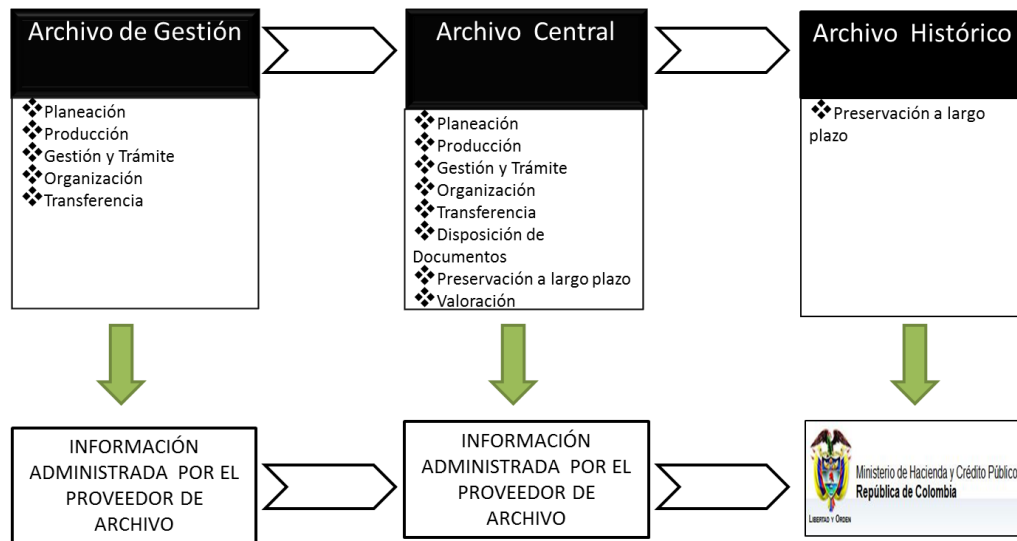 Archivo de Gestión
Planeación
Producción
Gestión y Trámite
Organización
Transferencia
Archivo Central
Planeación
Producción
Gestión y Trámite
Organización
Transferencia
Disposición de
Documentos
Preservación a largo plazo
Valoración
Archivo Histórico
Preservación a largo
plazo
INFORMACIÓN
ADMINISTRADA POR EL
PROVEEDOR DE
ARCHIVO
INFORMACIÓN
ADMINISTRADA POR EL
PROVEEDOR DE
ARCHIVO
Ministerio de Hacienda y Crédito Público
República de Colombia
LIBERTAD Y ORDEN